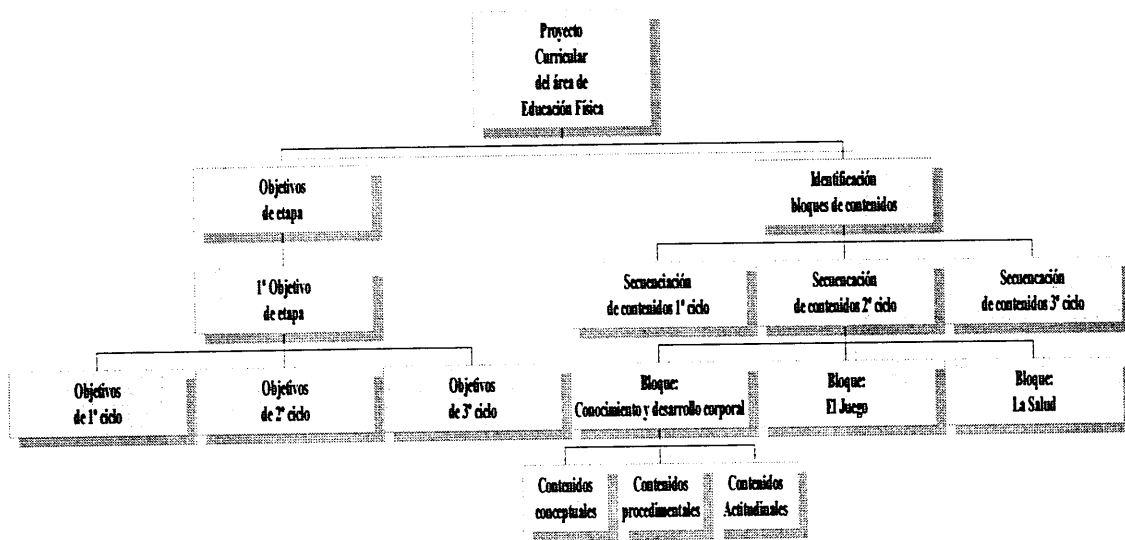 Proyecto
Curricular
del área de
Educación Física
Objetivos
de etapa
Identificación
bloques de contenidos
1º Objetivo
de etapa
Secuenciación
de contenidos 1º ciclo
Secuencación
de contenidos 2º ciclo
Secuencación
de contenidos 3º ciclo
Objetivos
de 1º ciclo
Objetivos
de 2º ciclo
Objetivos
de 3º ciclo
Bloque:
Conocimiento y desarrollo corporal
Bloque:
El Juego
Bloque:
La Salud
Contenidos
conceptuales
Contenidos
procedimentales
Contenidos
Actitudinales